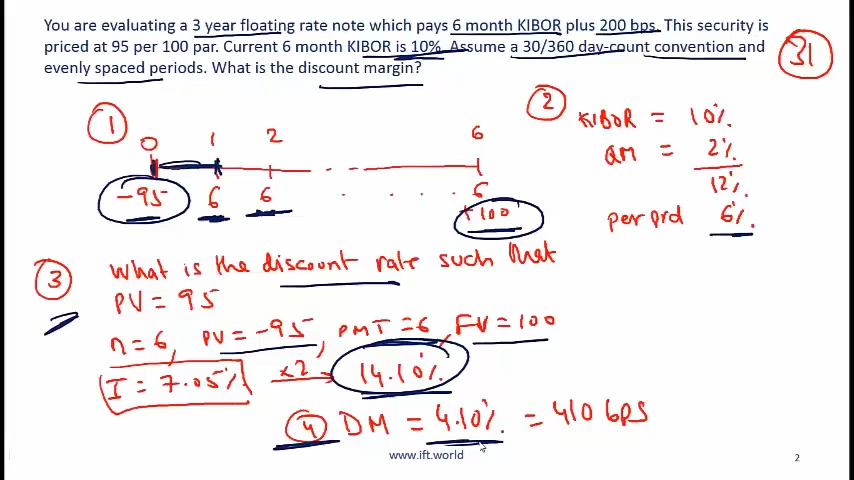 You are evaluating a 3 year floating rate note which pays 6 month KIBOR plus 200 bps. This security is
priced at 95 per 100 par. Current 6 month KIBOR is 10%. Assume a 30/360 day-count convention and
evenly spaced periods. What is the discount margin?
31
1
0 1 2 6
-95 6 6 . . . . 6
+100
2
KIBOR = 10%
QM = 2%
12%
per prd 6%
3
What is the discount rate such that
PV = 95
n=6, PV = -95, PMT = 6, FV = 100
I = 7.05% x2 → 14.10%
4 DM = 4.10% = 410 bps
www.ift.world
2